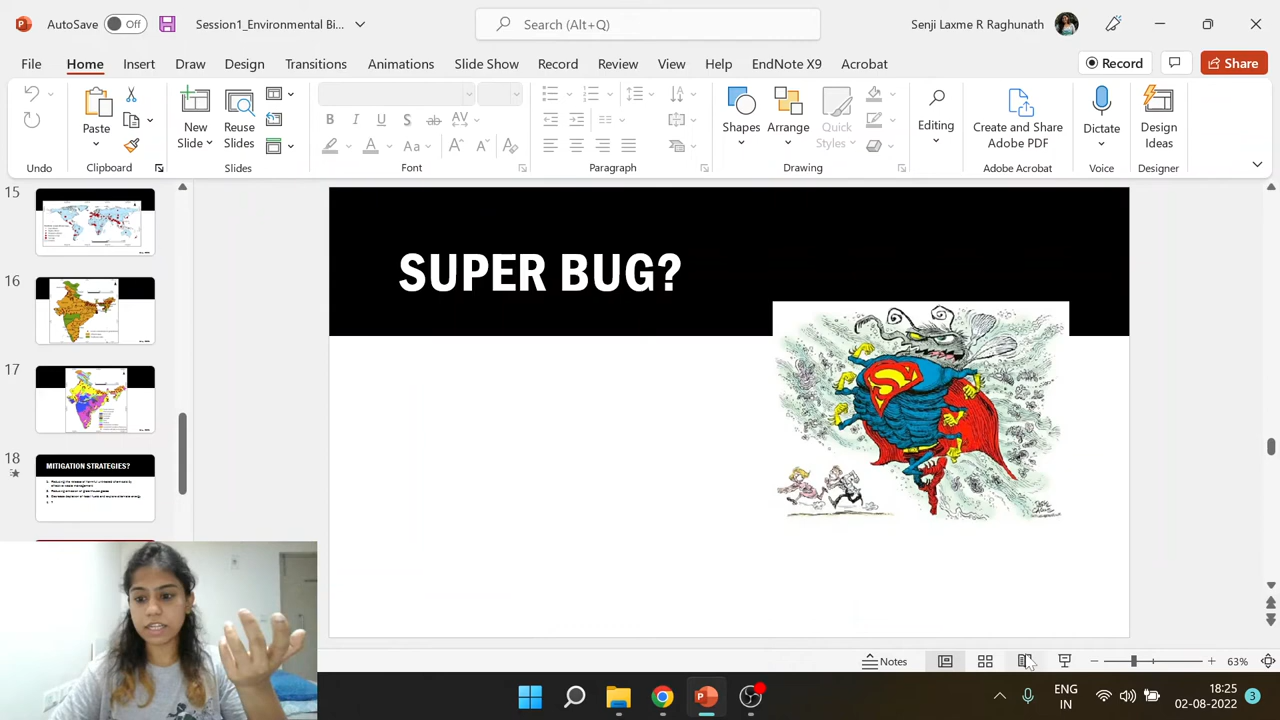 AutoSave Off Session1_Environmental Bi... Search (Alt+Q) Senji Laxme R Raghunath
File Home Insert Draw Design Transitions Animations Slide Show Record Review View Help EndNote X9 Acrobat Record Share
Paste New Slide Reuse Slides Shapes Arrange Quick Styles Editing Create and Share Adobe PDF Dictate Design Ideas
Undo Clipboard Slides Font Paragraph Drawing Adobe Acrobat Voice Designer
15
16
17
18
MITIGATION STRATEGIES?
SUPER BUG?
Notes 63%
ENG
IN
18:25
02-08-2022
3